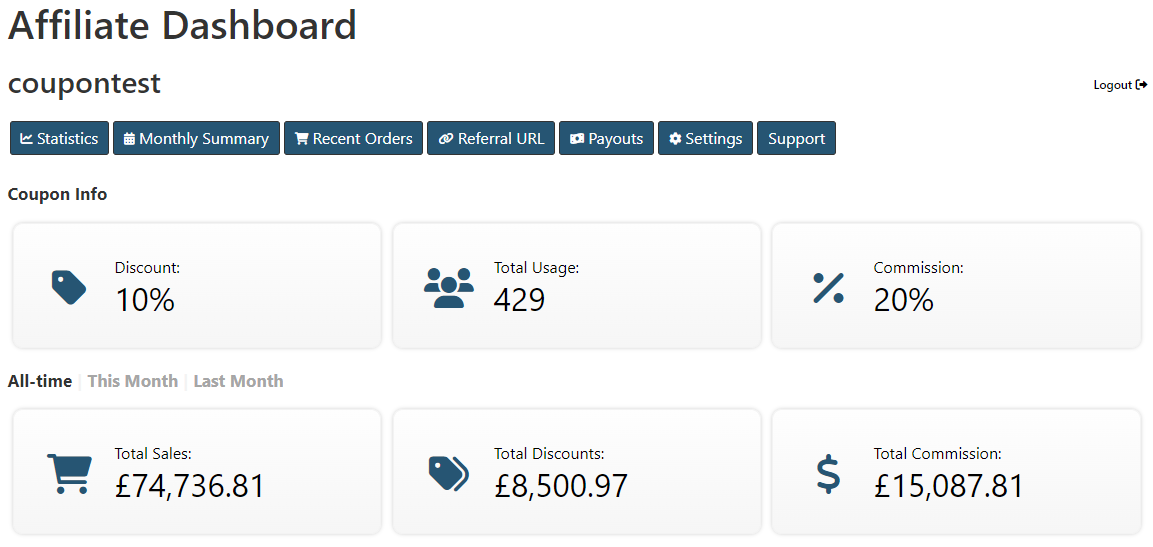 Affiliate Dashboard
coupontest
Logout
Statistics Monthly Summary Recent Orders Referral URL Payouts Settings Support
Coupon Info
Discount: Total Usage: Commission:
10% 429 20%
All-time | This Month | Last Month
Total Sales: Total Discounts: Total Commission:
£74,736.81 £8,500.97 £15,087.81